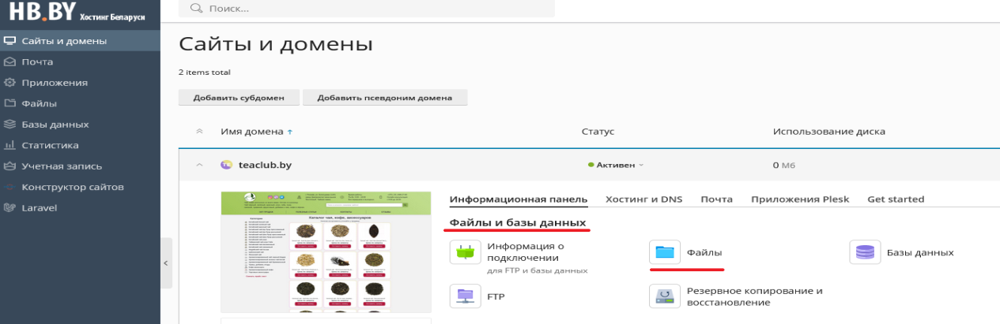 HB.BY Хостинг Беларуси
Поиск...
Сайты и домены
Почта
Приложения
Файлы
Базы данных
Статистика
Учетная запись
Конструктор сайтов
Laravel
Сайты и домены
2 items total
Добавить субдомен Добавить псевдоним домена
Имя домена Статус Использование диска
teaclub.by Активен 0 Мб
Каталог чая, кофе, аксессуаров
Информационная панель Хостинг и DNS Почта Приложения Plesk Get started
Файлы и базы данных
Информация о
подключении
для FTP и базы данных
Файлы
Базы данных
FTP
Резервное копирование и
восстановление